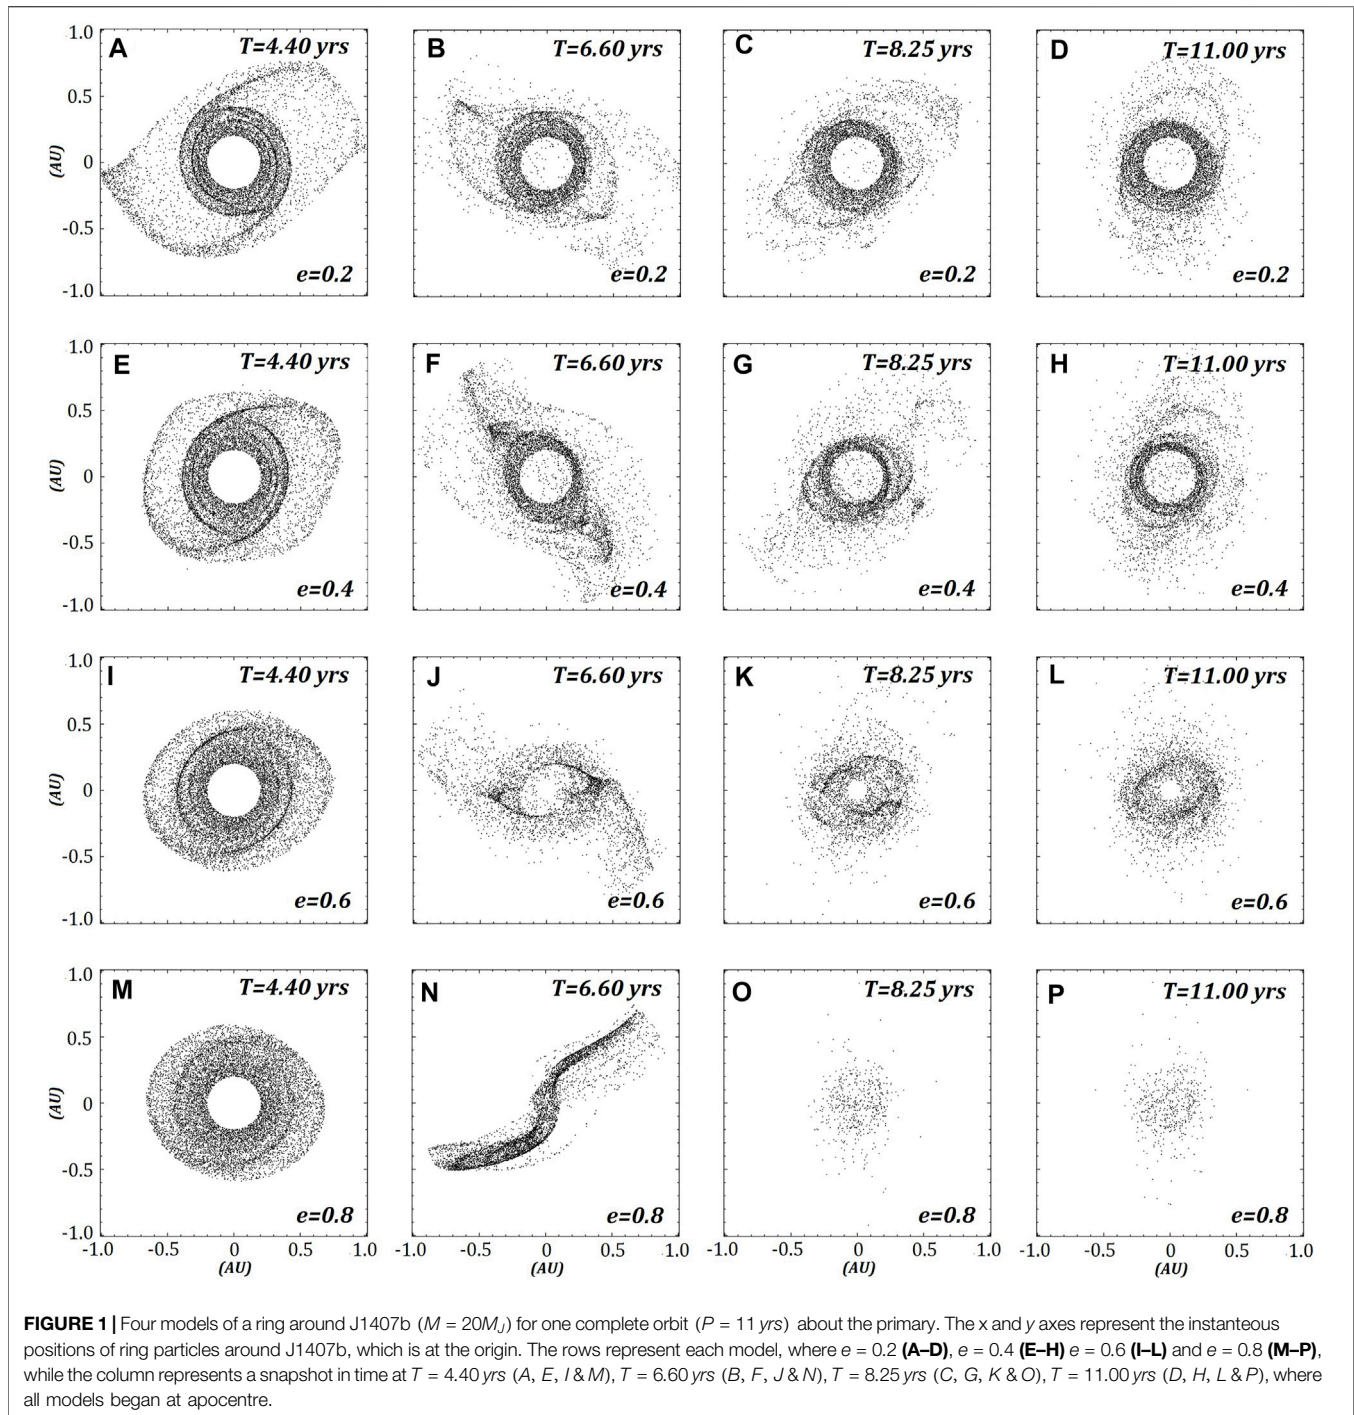 A T=4.40 yrs B T=6.60 yrs C T=8.25 yrs D T=11.00 yrs
1.0
0.5
(AU) 0
-0.5
-1.0
e=0.2 e=0.2 e=0.2 e=0.2
E T=4.40 yrs F T=6.60 yrs G T=8.25 yrs H T=11.00 yrs
1.0
0.5
(AU) 0
-0.5
-1.0
e=0.4 e=0.4 e=0.4 e=0.4
I T=4.40 yrs J T=6.60 yrs K T=8.25 yrs L T=11.00 yrs
1.0
0.5
(AU) 0
-0.5
-1.0
e=0.6 e=0.6 e=0.6 e=0.6
M T=4.40 yrs N T=6.60 yrs O T=8.25 yrs P T=11.00 yrs
1.0
0.5
(AU) 0
-0.5
-1.0
e=0.8 e=0.8 e=0.8 e=0.8
-1.0 -0.5 0 0.5 1.0 -1.0 -0.5 0 0.5 1.0 -1.0 -0.5 0 0.5 1.0 -1.0 -0.5 0 0.5 1.0
(AU) (AU) (AU) (AU)
FIGURE 1 | Four models of a ring around J1407b (M = 20M_J) for one complete orbit (P = 11 yrs) about the primary. The x and y axes represent the instanteous
positions of ring particles around J1407b, which is at the origin. The rows represent each model, where e = 0.2 (A–D), e = 0.4 (E–H) e = 0.6 (I–L) and e = 0.8 (M–P),
while the column represents a snapshot in time at T = 4.40 yrs (A, E, I & M), T = 6.60 yrs (B, F, J & N), T = 8.25 yrs (C, G, K & O), T = 11.00 yrs (D, H, L & P), where
all models began at apocentre.